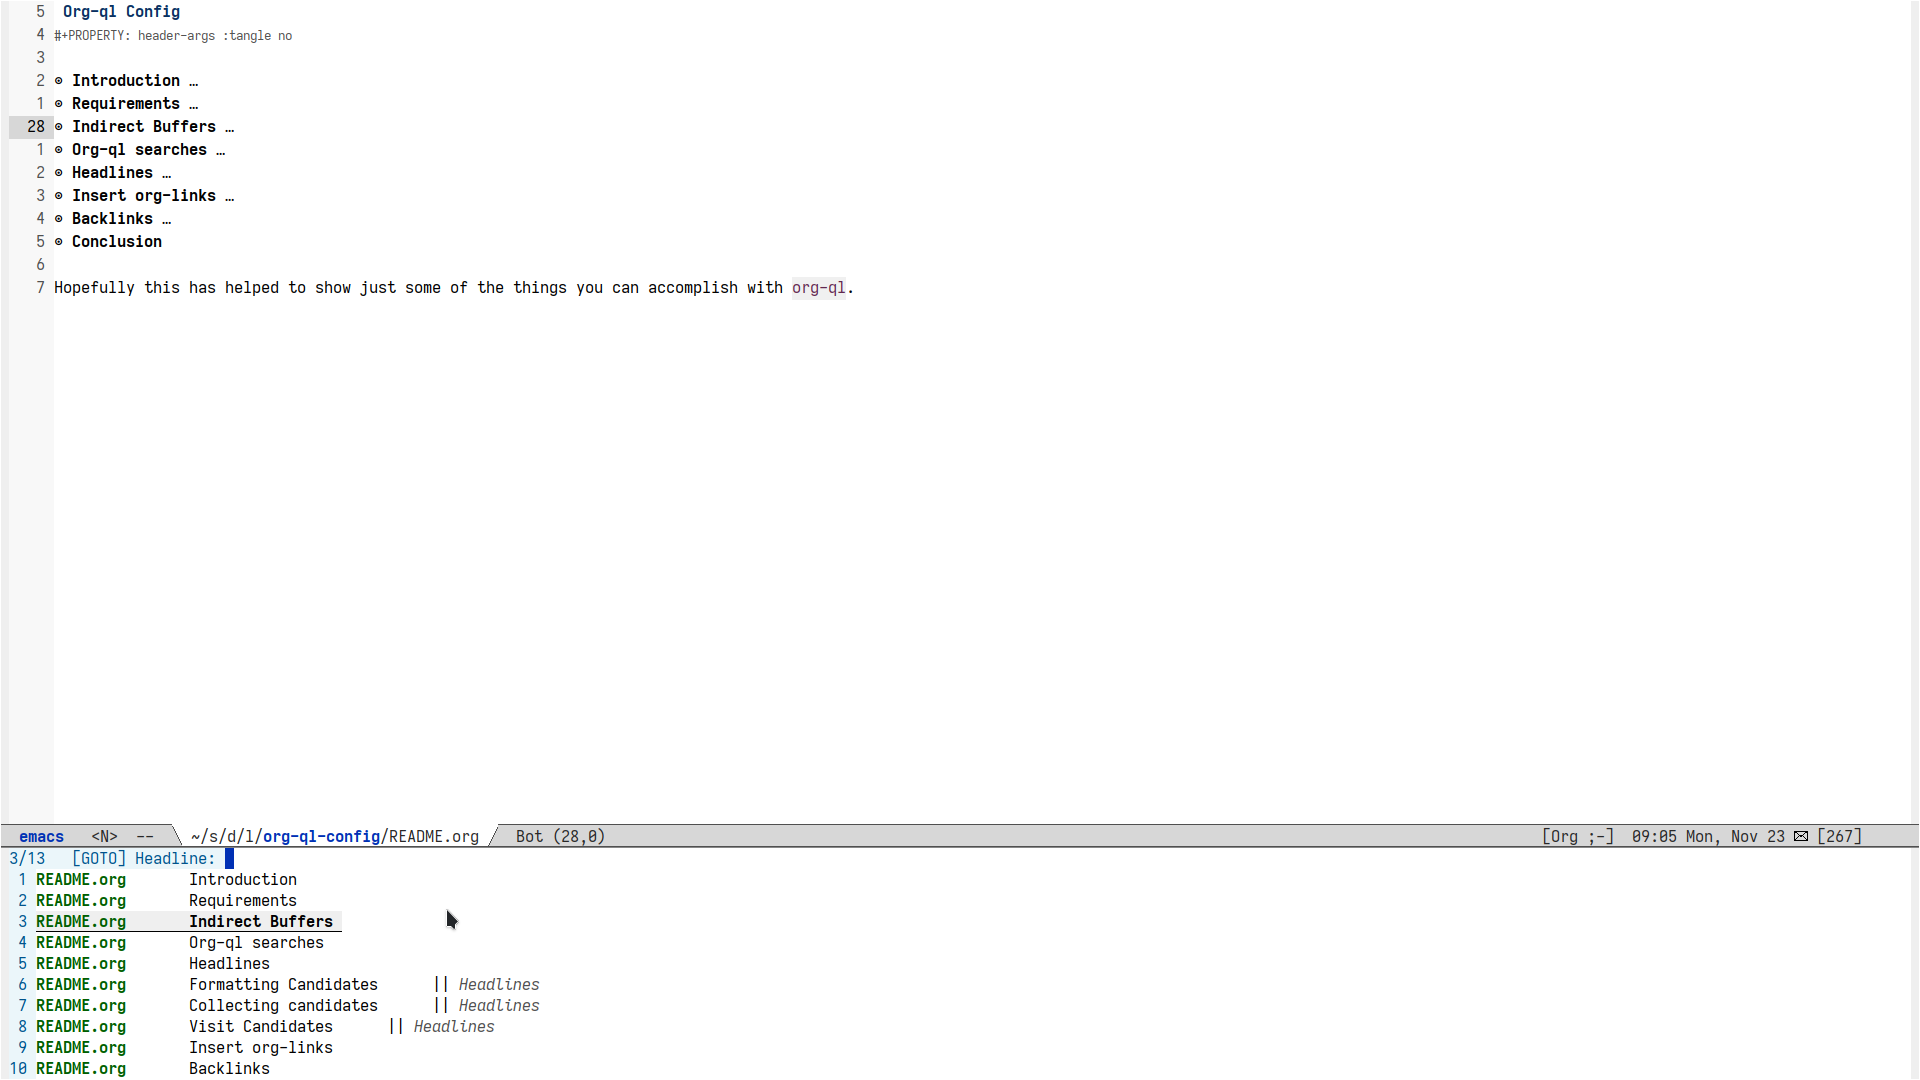 5 Org-ql Config
4 #+PROPERTY: header-args :tangle no
3
2 ⊙ Introduction …
1 ⊙ Requirements …
28 ⊙ Indirect Buffers …
1 ⊙ Org-ql searches …
2 ⊙ Headlines …
3 ⊙ Insert org-links …
4 ⊙ Backlinks …
5 ⊙ Conclusion
6
7 Hopefully this has helped to show just some of the things you can accomplish with org-ql.
emacs <N> -- ~/s/d/l/org-ql-config/README.org Bot (28,0) [Org ;-] 09:05 Mon, Nov 23 ✉ [267]
3/13 [GOTO] Headline:
1 README.org Introduction
2 README.org Requirements
3 README.org Indirect Buffers
4 README.org Org-ql searches
5 README.org Headlines
6 README.org Formatting Candidates || Headlines
7 README.org Collecting candidates || Headlines
8 README.org Visit Candidates || Headlines
9 README.org Insert org-links
10 README.org Backlinks